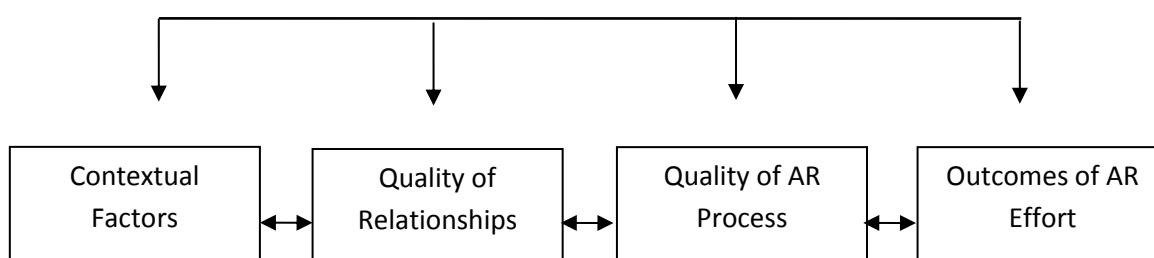 Contextual
Factors
Quality of
Relationships
Quality of AR
Process
Outcomes of AR
Effort